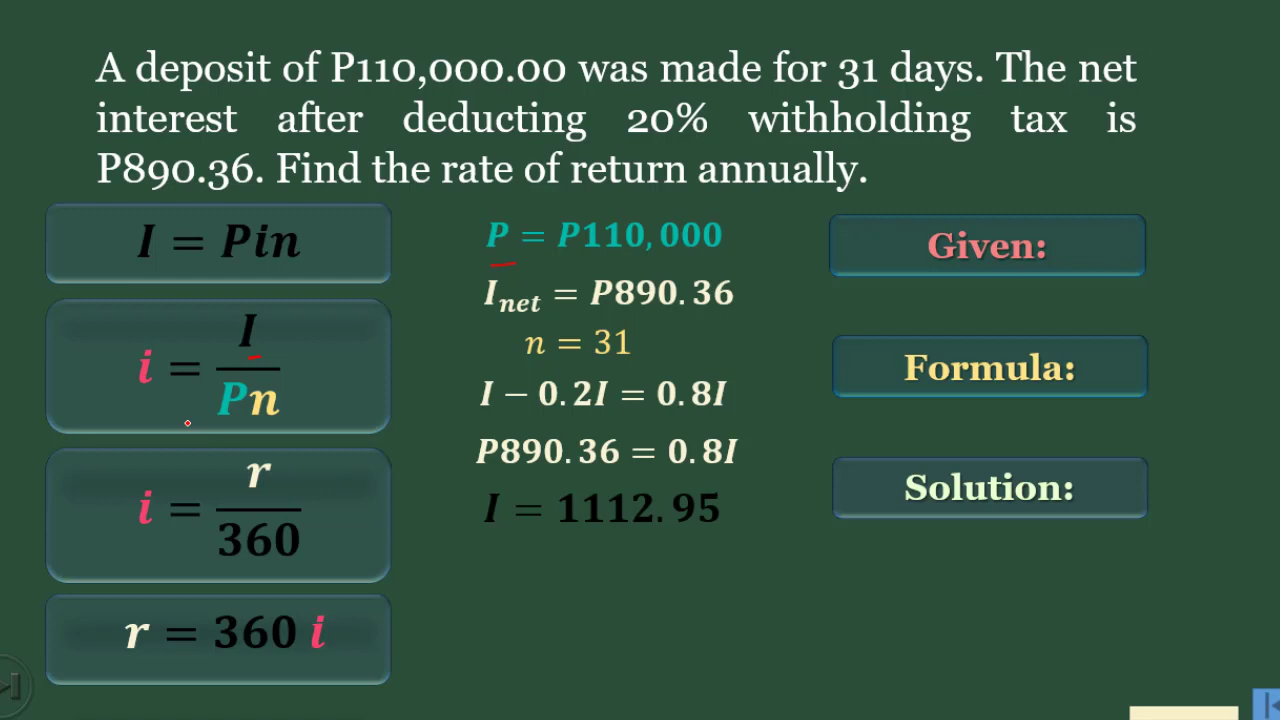 A deposit of P110,000.00 was made for 31 days. The net
interest after deducting 20% withholding tax is
P890.36. Find the rate of return annually.
I = Pin
i = I / Pn
i = r / 360
r = 360 i
P = P110,000
I_net = P890.36
n = 31
I − 0.2I = 0.8I
P890.36 = 0.8I
I = 1112.95
Given:
Formula:
Solution: